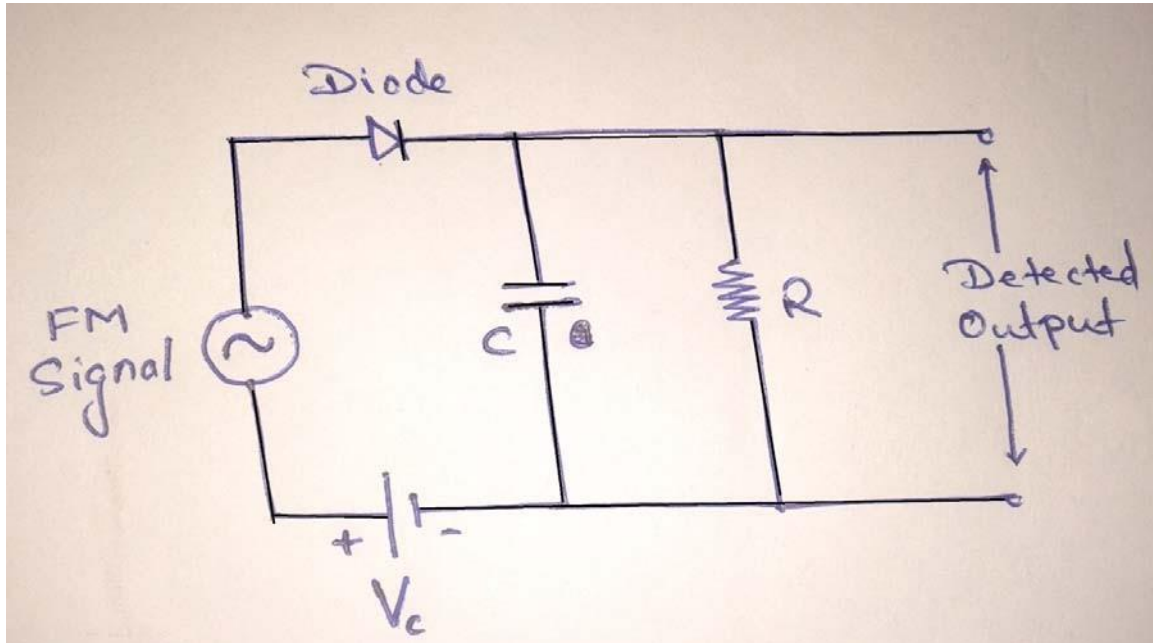 Diode
FM
Signal
C
R
Detected
Output
+
-
Vc